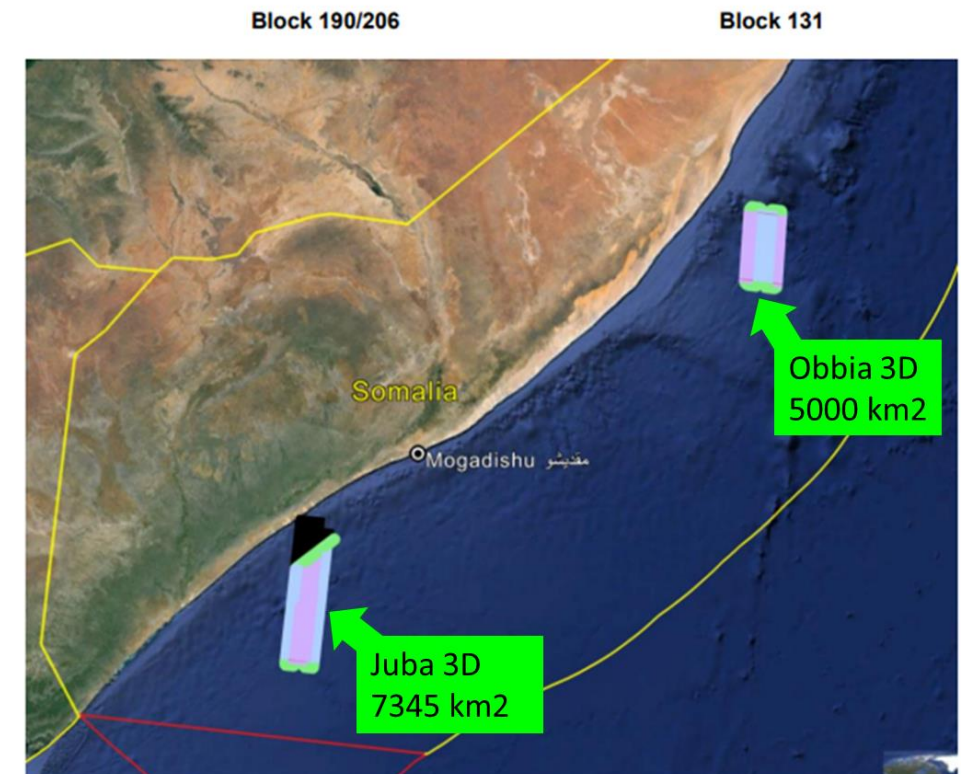 Block 190/206
Block 131
Obbia 3D
5000 km2
Somalia
Mogadishu مقديشو
Juba 3D
7345 km2